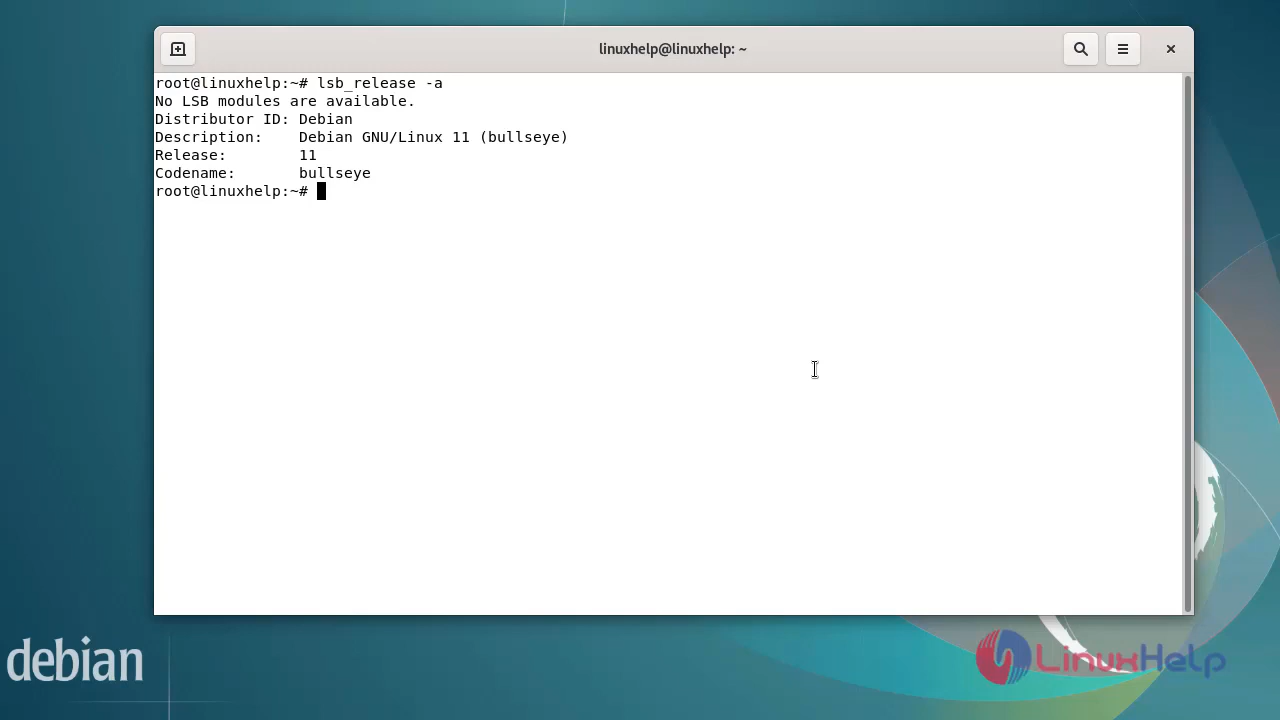 linuxhelp@linuxhelp: ~
root@linuxhelp:~# lsb_release -a
No LSB modules are available.
Distributor ID: Debian
Description:    Debian GNU/Linux 11 (bullseye)
Release:        11
Codename:       bullseye
root@linuxhelp:~#
debian
LinuxHelp